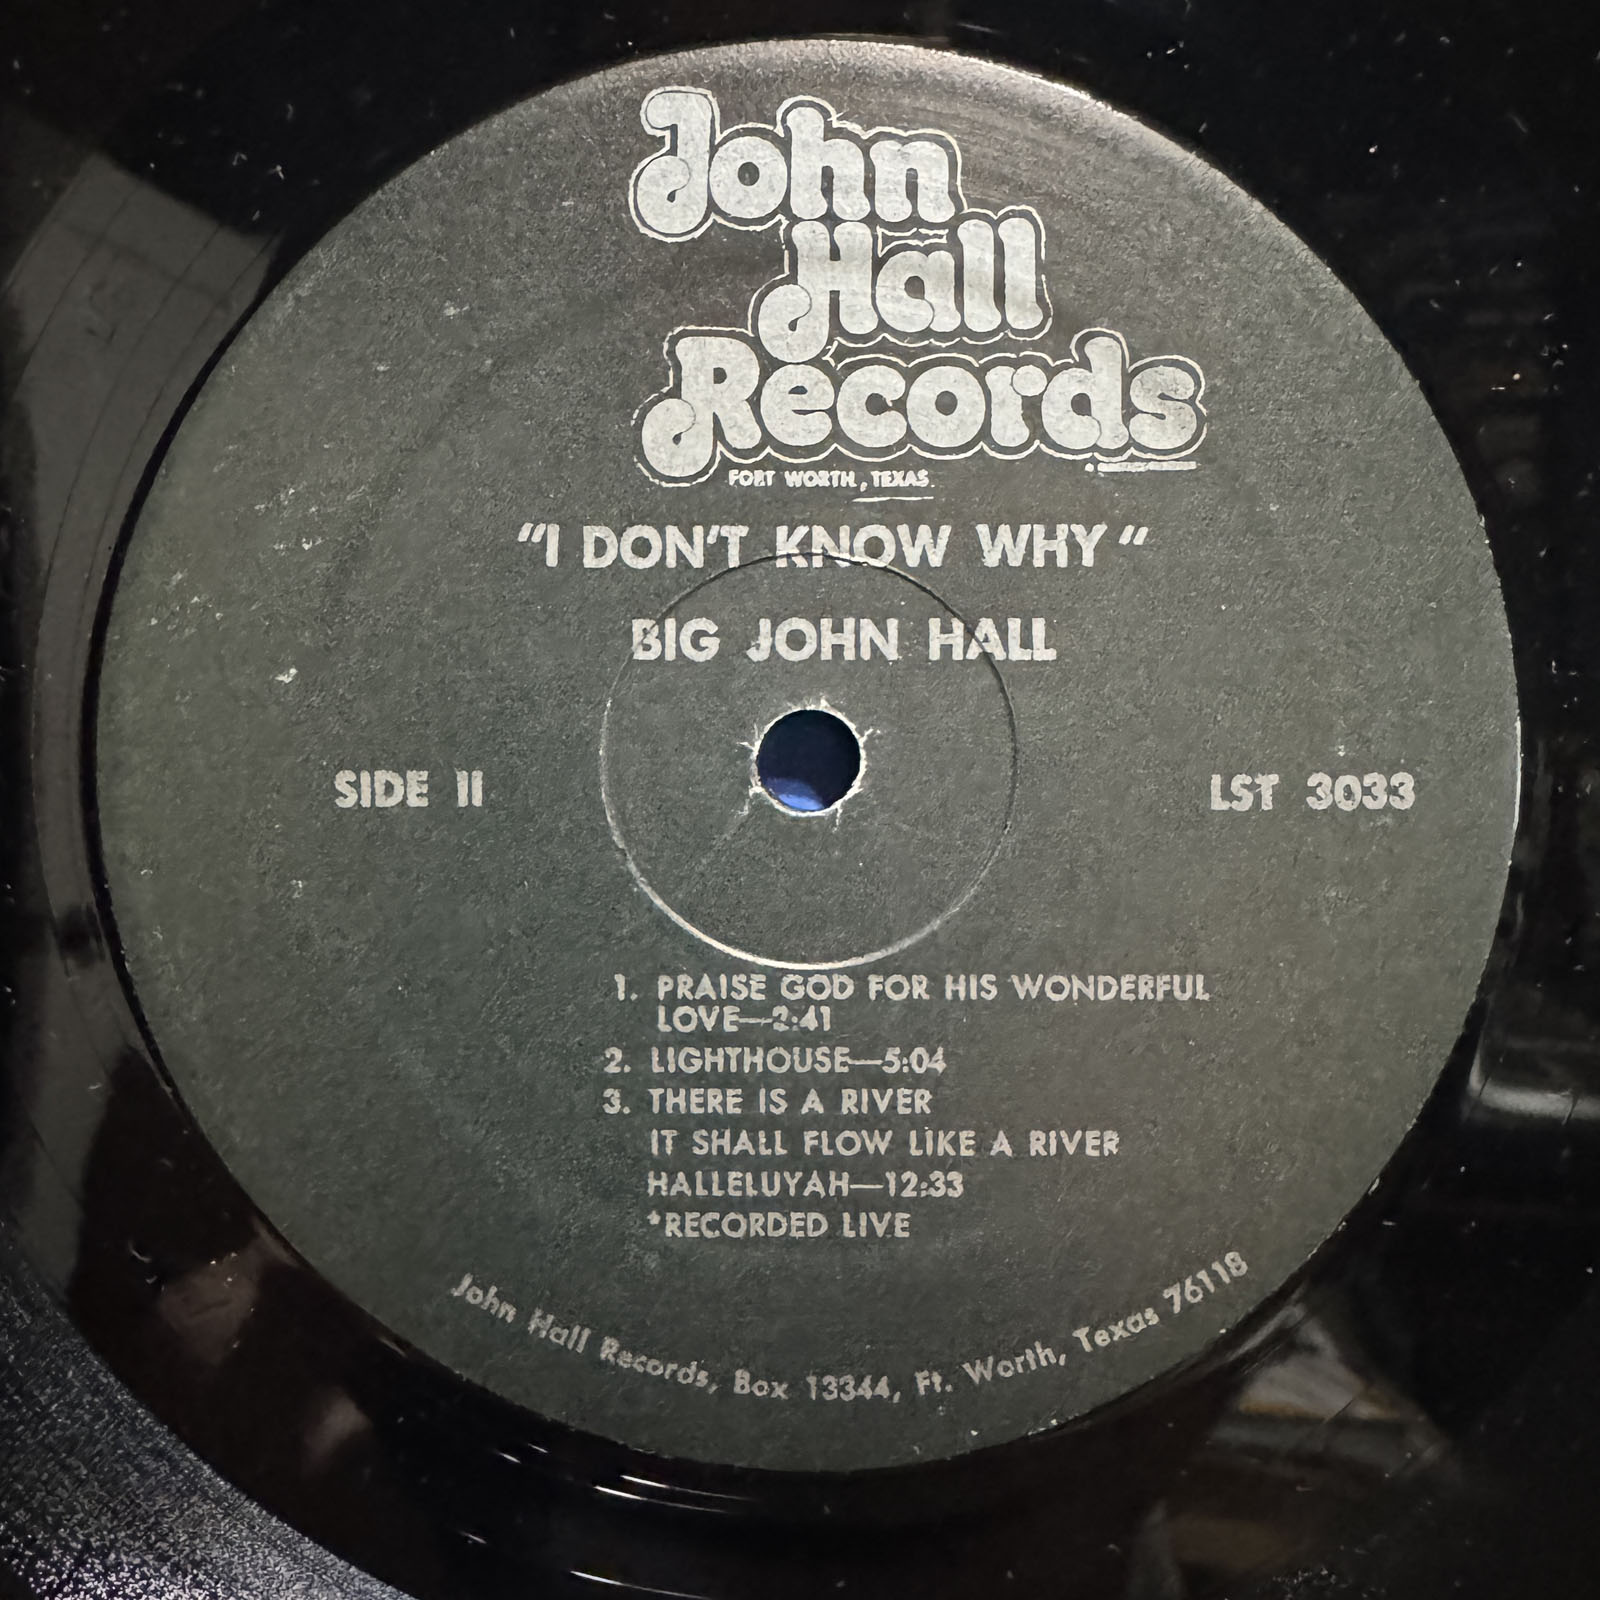 John
Hall
Records
FORT WORTH, TEXAS
"I DON'T KNOW WHY"
BIG JOHN HALL
SIDE II
LST 3033
1. PRAISE GOD FOR HIS WONDERFUL
LOVE—2:41
2. LIGHTHOUSE—5:04
3. THERE IS A RIVER
IT SHALL FLOW LIKE A RIVER
HALLELUYAH—12:33
*RECORDED LIVE
John Hall Records, Box 13344, Ft. Worth, Texas 76118